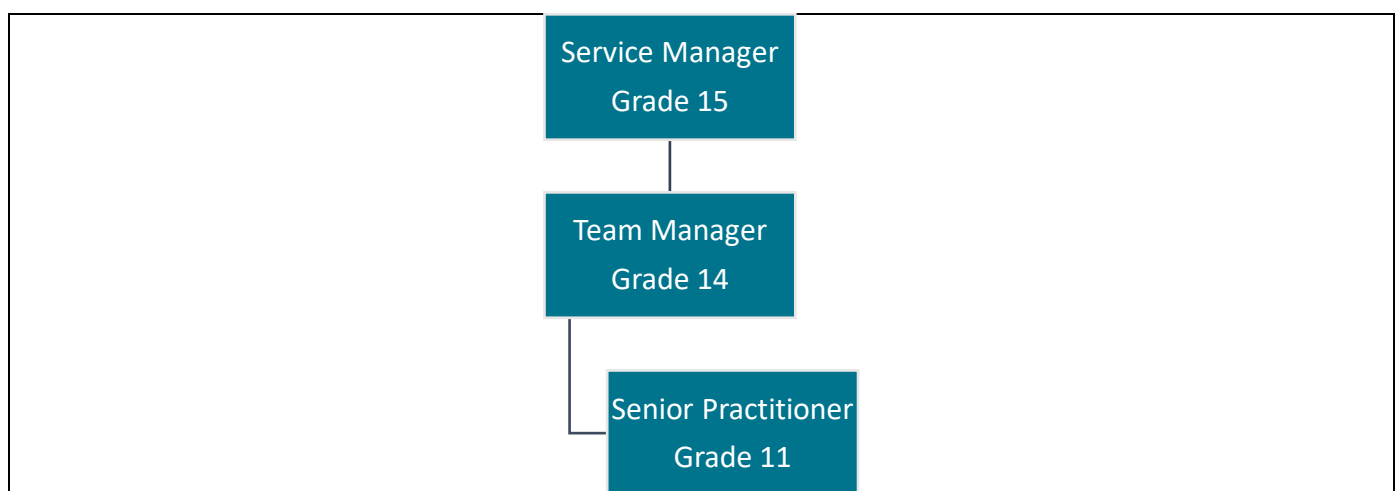 Service Manager
Grade 15
Team Manager
Grade 14
Senior Practitioner
Grade 11